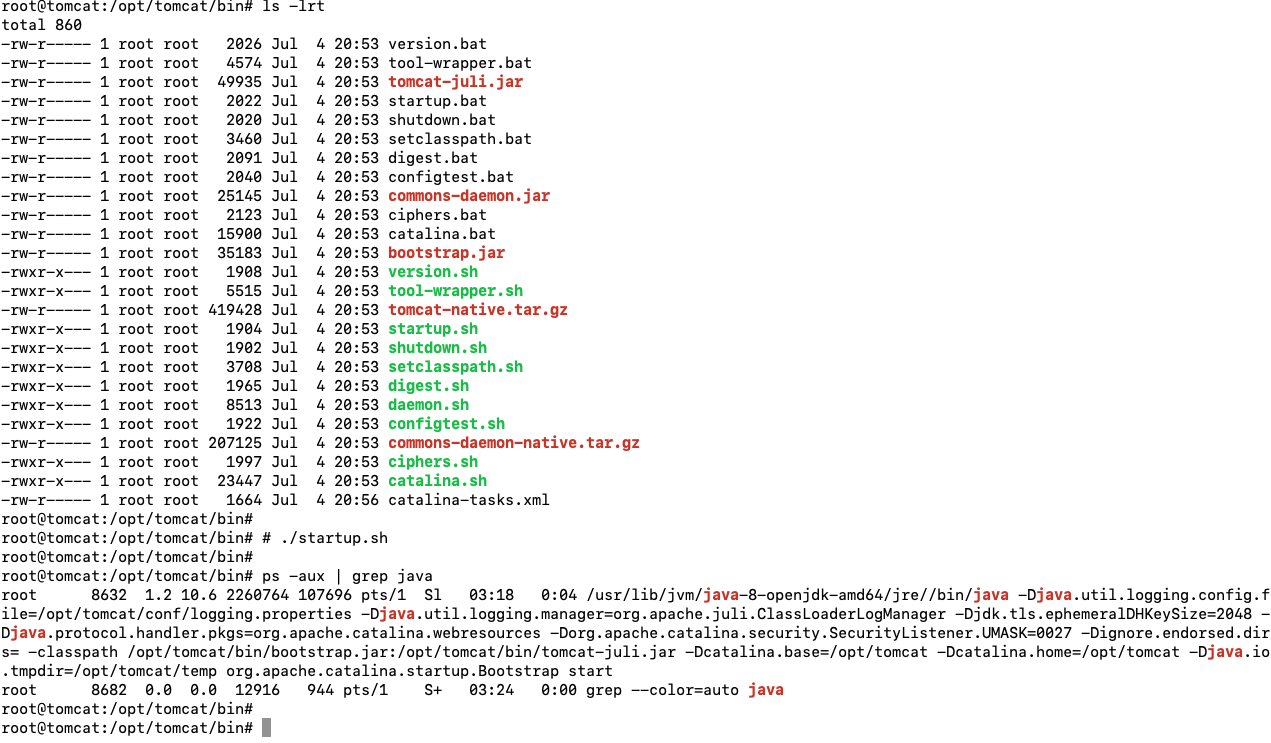 root@tomcat:/opt/tomcat/bin# ls -lrt
total 860
-rw-r----- 1 root root   2026 Jul  4 20:53 version.bat
-rw-r----- 1 root root   4574 Jul  4 20:53 tool-wrapper.bat
-rw-r----- 1 root root  49935 Jul  4 20:53 tomcat-juli.jar
-rw-r----- 1 root root   2022 Jul  4 20:53 startup.bat
-rw-r----- 1 root root   2020 Jul  4 20:53 shutdown.bat
-rw-r----- 1 root root   3460 Jul  4 20:53 setclasspath.bat
-rw-r----- 1 root root   2091 Jul  4 20:53 digest.bat
-rw-r----- 1 root root   2040 Jul  4 20:53 configtest.bat
-rw-r----- 1 root root  25145 Jul  4 20:53 commons-daemon.jar
-rw-r----- 1 root root   2123 Jul  4 20:53 ciphers.bat
-rw-r----- 1 root root  15900 Jul  4 20:53 catalina.bat
-rw-r----- 1 root root  35183 Jul  4 20:53 bootstrap.jar
-rwxr-x--- 1 root root   1908 Jul  4 20:53 version.sh
-rwxr-x--- 1 root root   5515 Jul  4 20:53 tool-wrapper.sh
-rw-r----- 1 root root 419428 Jul  4 20:53 tomcat-native.tar.gz
-rwxr-x--- 1 root root   1904 Jul  4 20:53 startup.sh
-rwxr-x--- 1 root root   1902 Jul  4 20:53 shutdown.sh
-rwxr-x--- 1 root root   3708 Jul  4 20:53 setclasspath.sh
-rwxr-x--- 1 root root   1965 Jul  4 20:53 digest.sh
-rwxr-x--- 1 root root   8513 Jul  4 20:53 daemon.sh
-rwxr-x--- 1 root root   1922 Jul  4 20:53 configtest.sh
-rw-r----- 1 root root 207125 Jul  4 20:53 commons-daemon-native.tar.gz
-rwxr-x--- 1 root root   1997 Jul  4 20:53 ciphers.sh
-rwxr-x--- 1 root root  23447 Jul  4 20:53 catalina.sh
-rw-r----- 1 root root   1664 Jul  4 20:56 catalina-tasks.xml
root@tomcat:/opt/tomcat/bin#
root@tomcat:/opt/tomcat/bin# # ./startup.sh
root@tomcat:/opt/tomcat/bin#
root@tomcat:/opt/tomcat/bin# ps -aux | grep java
root      8632  1.2 10.6 2260764 107696 pts/1  Sl   03:18   0:04 /usr/lib/jvm/java-8-openjdk-amd64/jre//bin/java -Djava.util.logging.config.f
ile=/opt/tomcat/conf/logging.properties -Djava.util.logging.manager=org.apache.juli.ClassLoaderLogManager -Djdk.tls.ephemeralDHKeySize=2048 -
Djava.protocol.handler.pkgs=org.apache.catalina.webresources -Dorg.apache.catalina.security.SecurityListener.UMASK=0027 -Dignore.endorsed.dir
s= -classpath /opt/tomcat/bin/bootstrap.jar:/opt/tomcat/bin/tomcat-juli.jar -Dcatalina.base=/opt/tomcat -Dcatalina.home=/opt/tomcat -Djava.io
.tmpdir=/opt/tomcat/temp org.apache.catalina.startup.Bootstrap start
root      8682  0.0  0.0  12916   944 pts/1    S+   03:24   0:00 grep --color=auto java
root@tomcat:/opt/tomcat/bin#
root@tomcat:/opt/tomcat/bin#